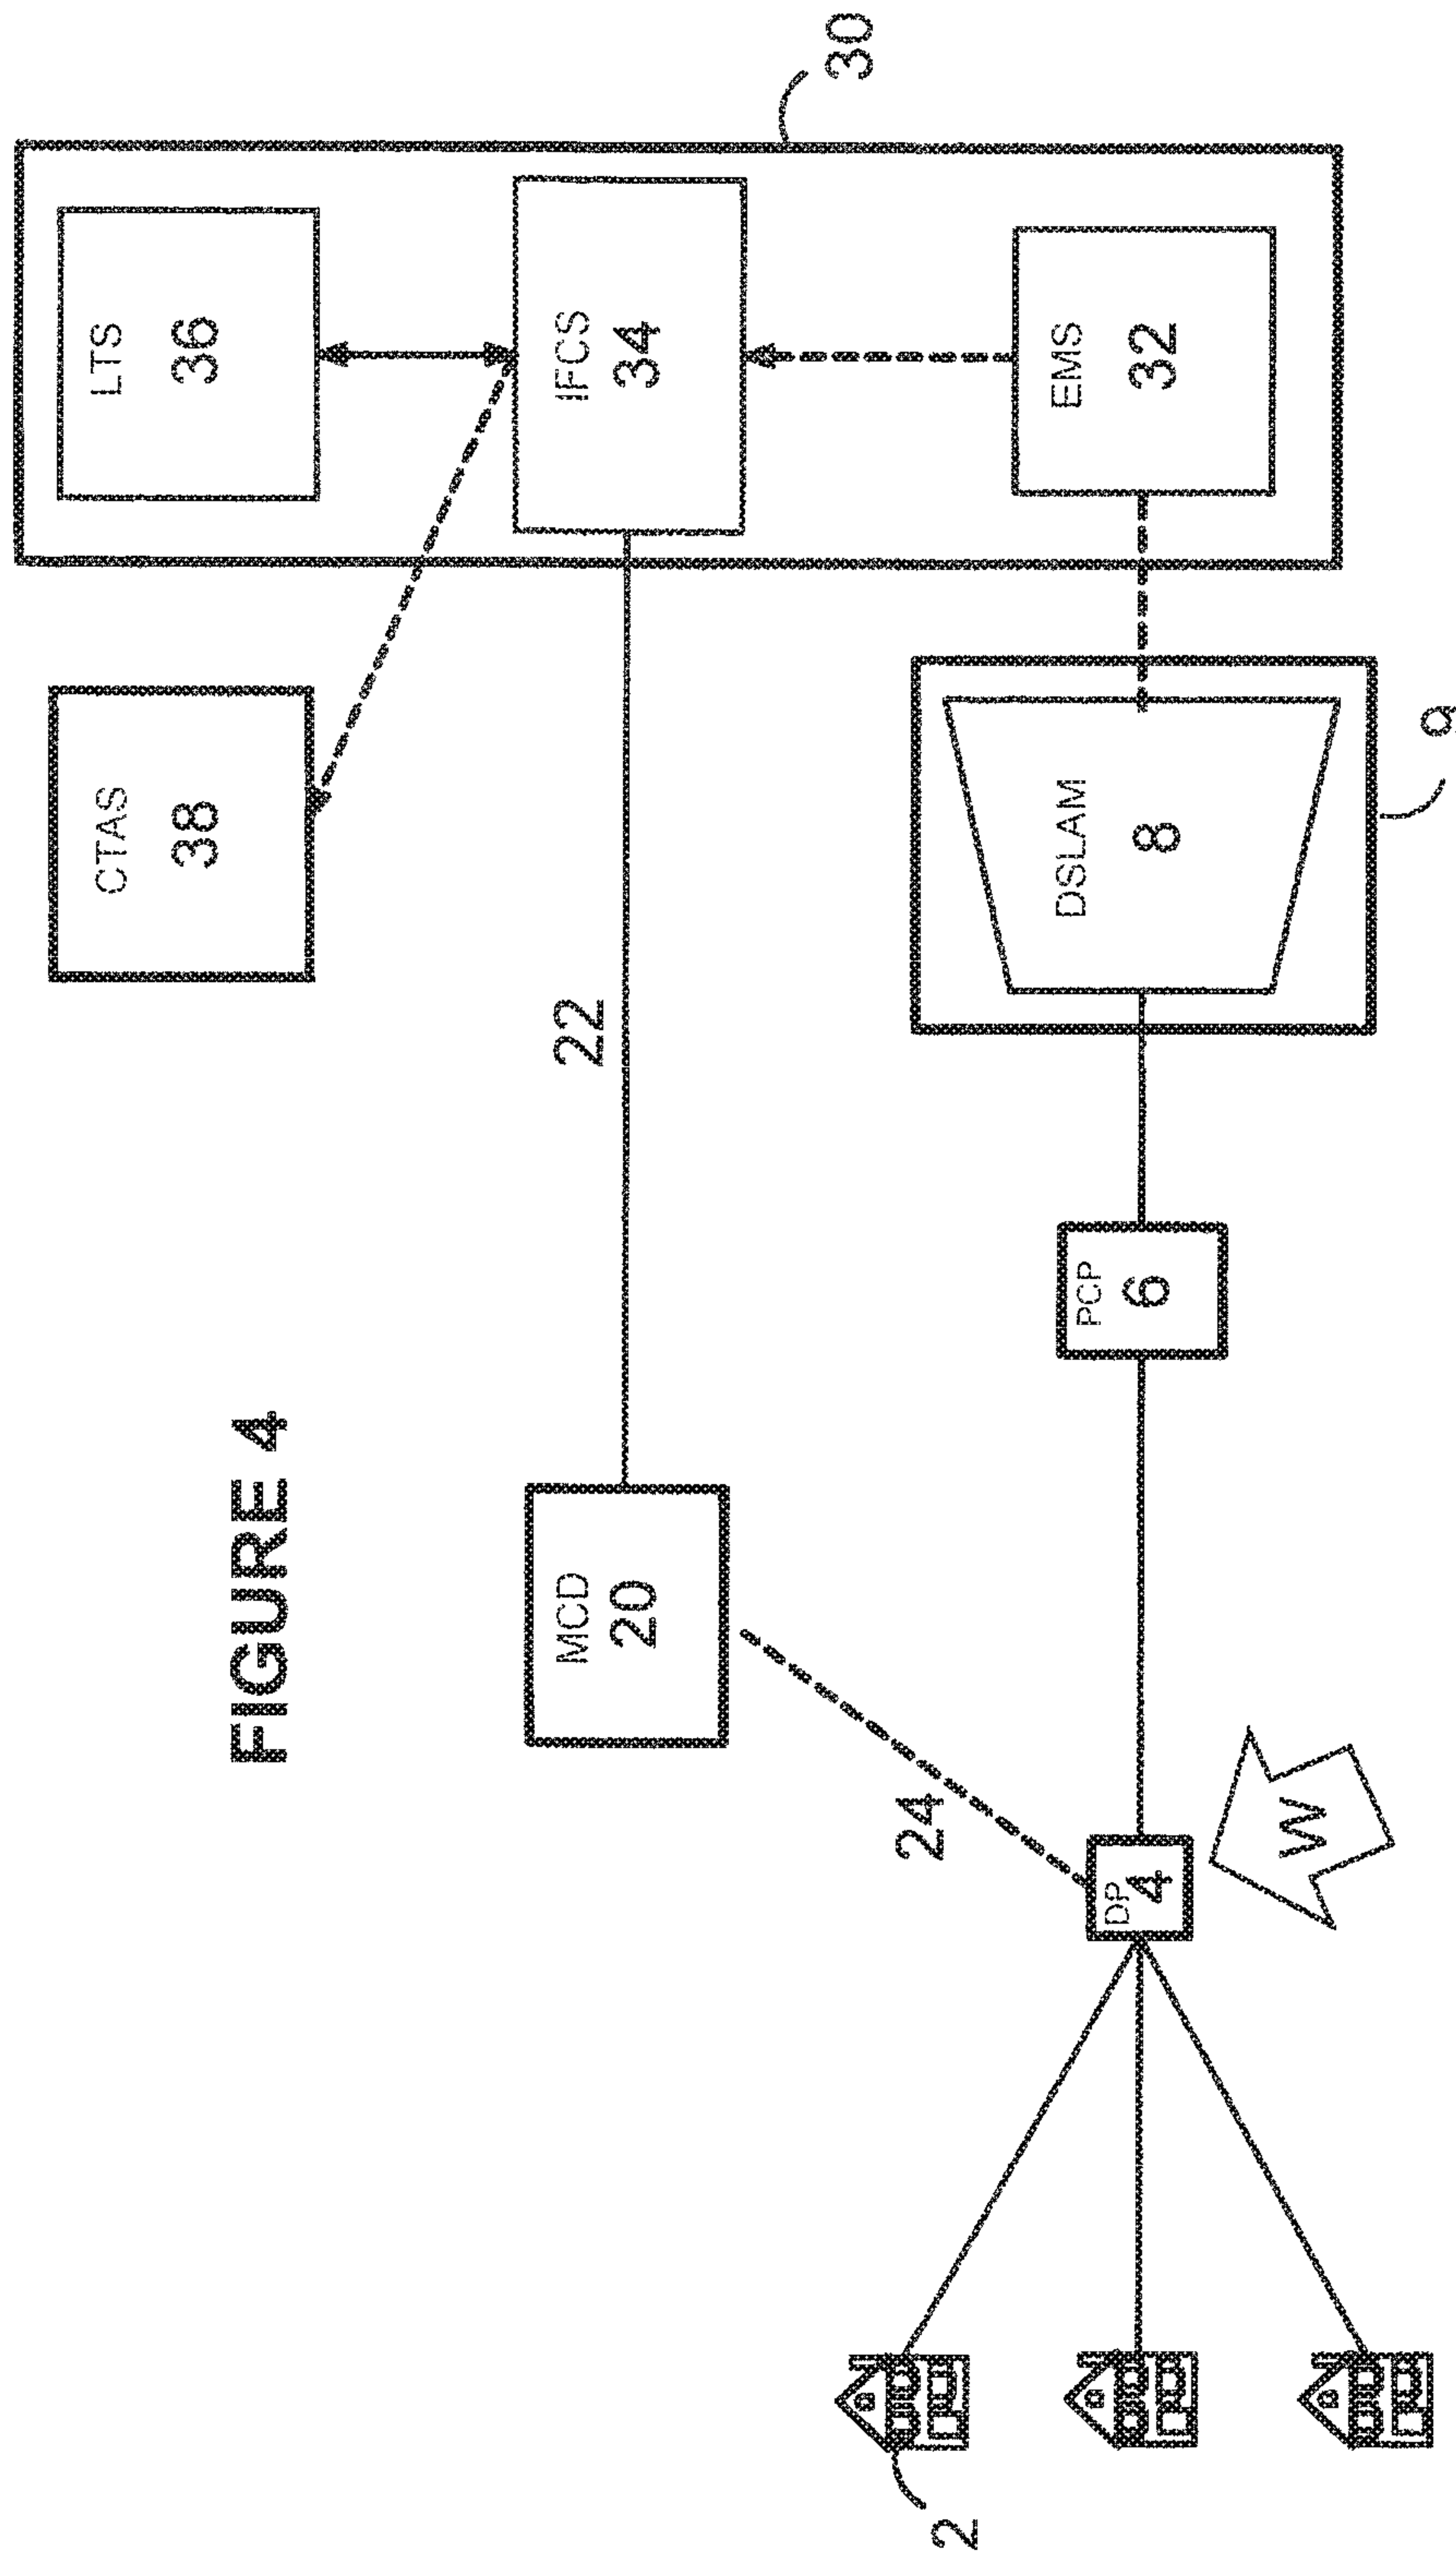 FIGURE 4
CTAS
38
LTS
36
30
MCD
20
22
IFCS
34
24
2
DP
4
W
PCP
6
DSLAM
8
9
EMS
32